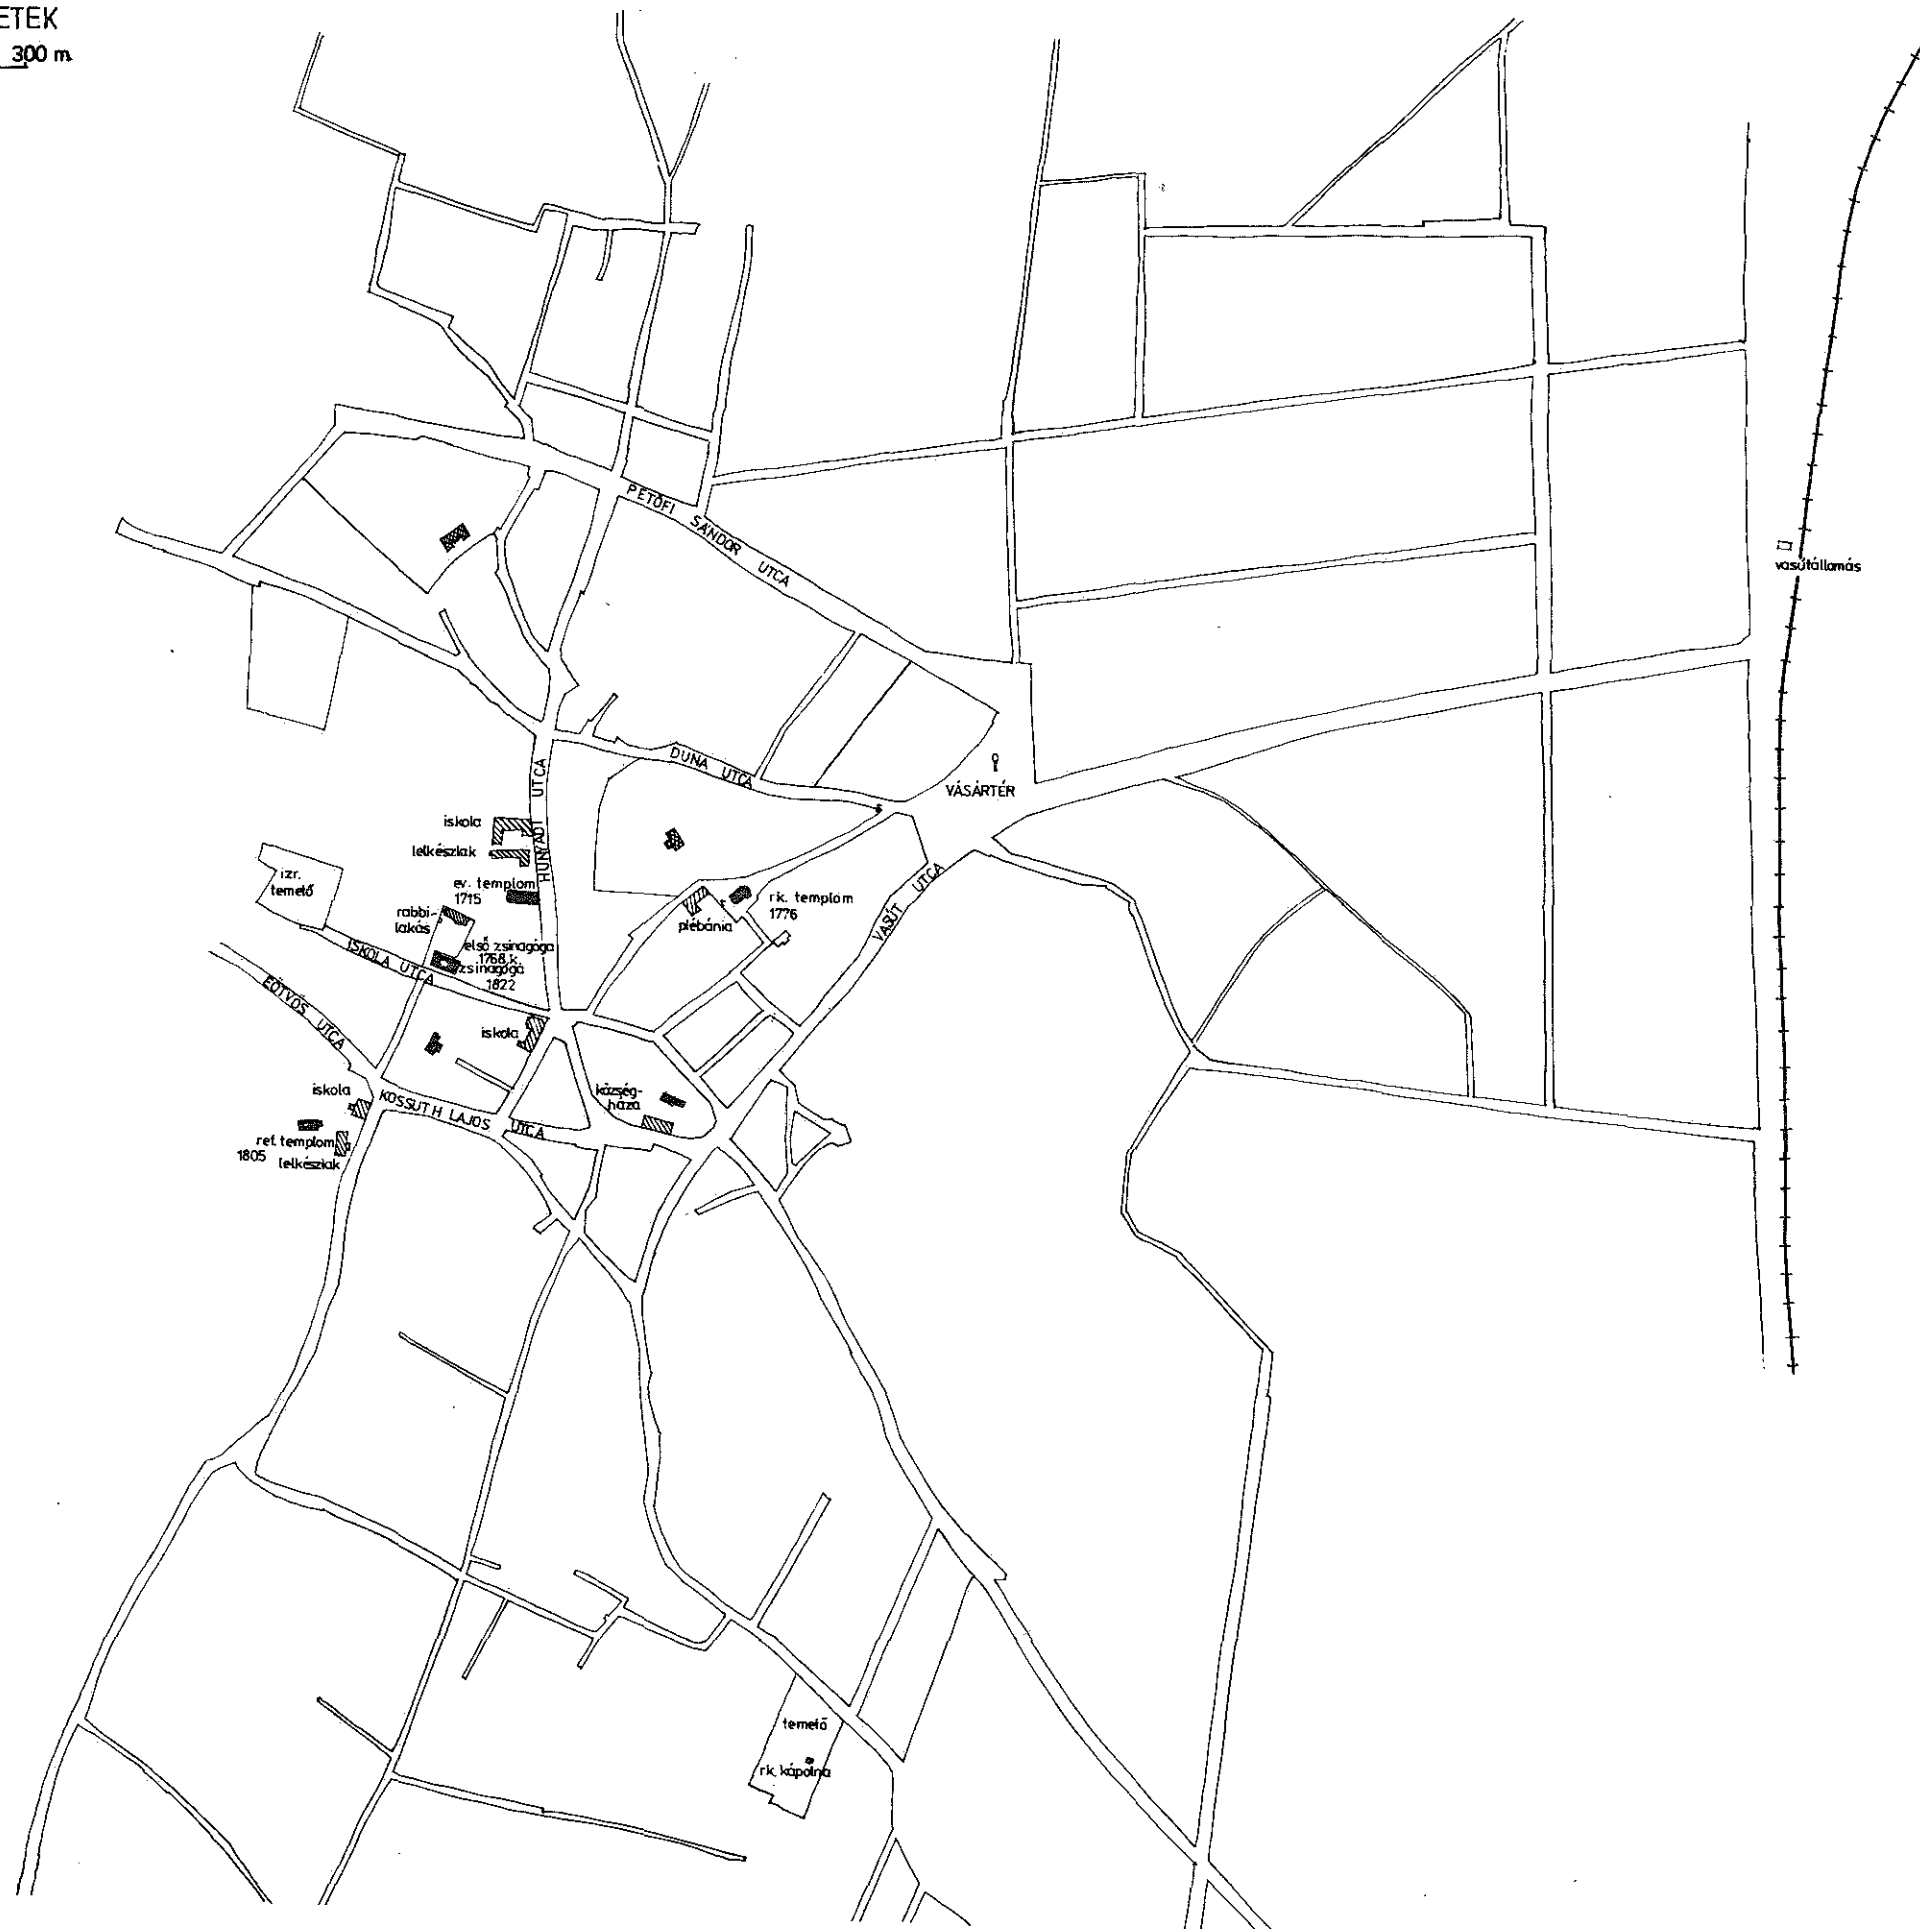 ETEK
300 m.
PETŐFI SÁNDOR UTCA
vasútállomás
DUNA UTCA
VÁSÁRTÉR
HUNYADI UTCA
iskola
lelkészlak
izr.
temető
ev. templom
1715
rabbi-
lakás
rk. templom
1776
plébánia
VASÚT UTCA
első zsinagóga
1768 k.
zsinagóga
1822
ISKOLA UTCA
EÖTVÖS UTCA
iskola
község-
háza
iskola
KOSSUTH LAJOS UTCA
ref. templom
1805
lelkészlak
temető
rk. kápolna